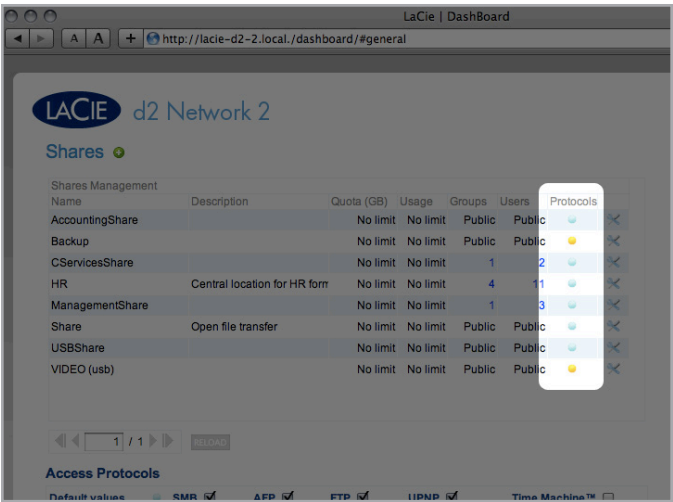 LaCie | DashBoard
A A + http://lacie-d2-2.local./dashboard/#general
LACIE d2 Network 2
Shares
Shares Management
Name Description Quota (GB) Usage Groups Users Protocols
AccountingShare No limit No limit Public Public
Backup No limit No limit Public Public
CServicesShare No limit No limit 1 2
HR Central location for HR form No limit No limit 4 11
ManagementShare No limit No limit 1 3
Share Open file transfer No limit No limit Public Public
USBShare No limit No limit Public Public
VIDEO (usb) No limit No limit Public Public
1 / 1 RELOAD
Access Protocols
Default values SMB AFP FTP UPNP Time Machine™